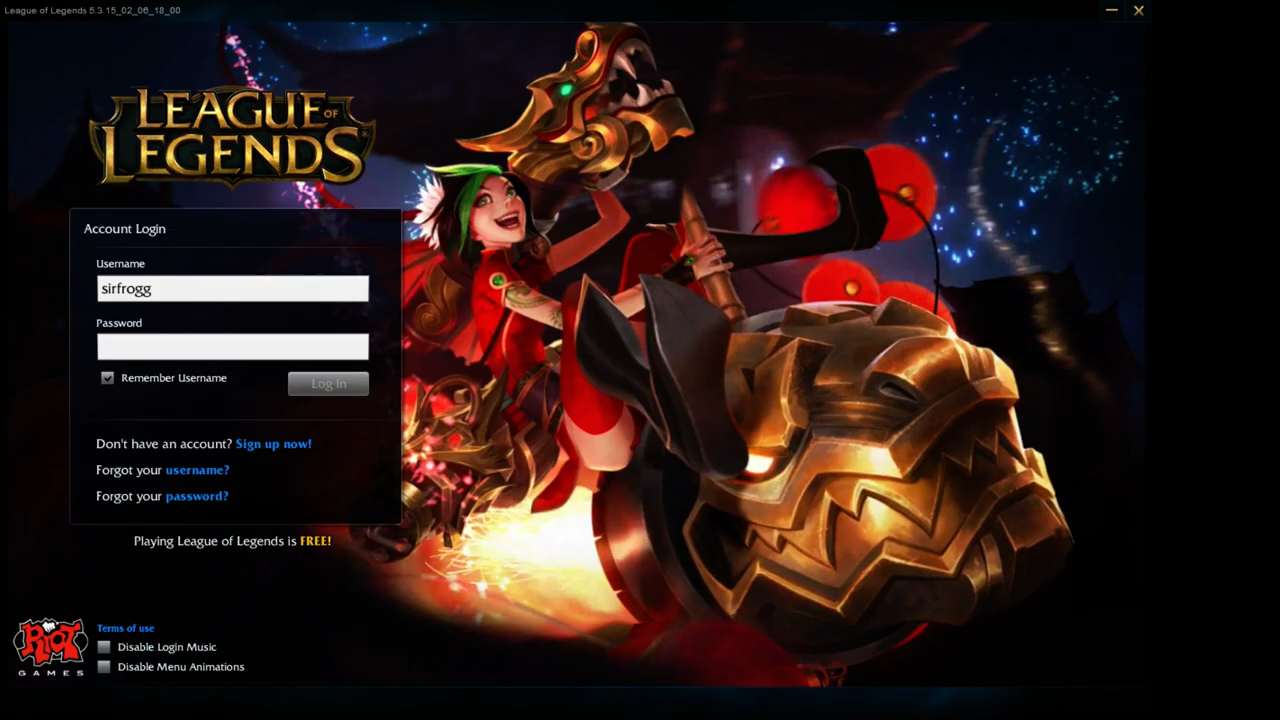 League of Legends 5.3.15_02_06_18_00
LEAGUE OF
LEGENDS
Account Login
Username
sirfrogg
Password
Remember Username
Log In
Don't have an account? Sign up now!
Forgot your username?
Forgot your password?
Playing League of Legends is FREE!
RIOT
GAMES
Terms of use
Disable Login Music
Disable Menu Animations